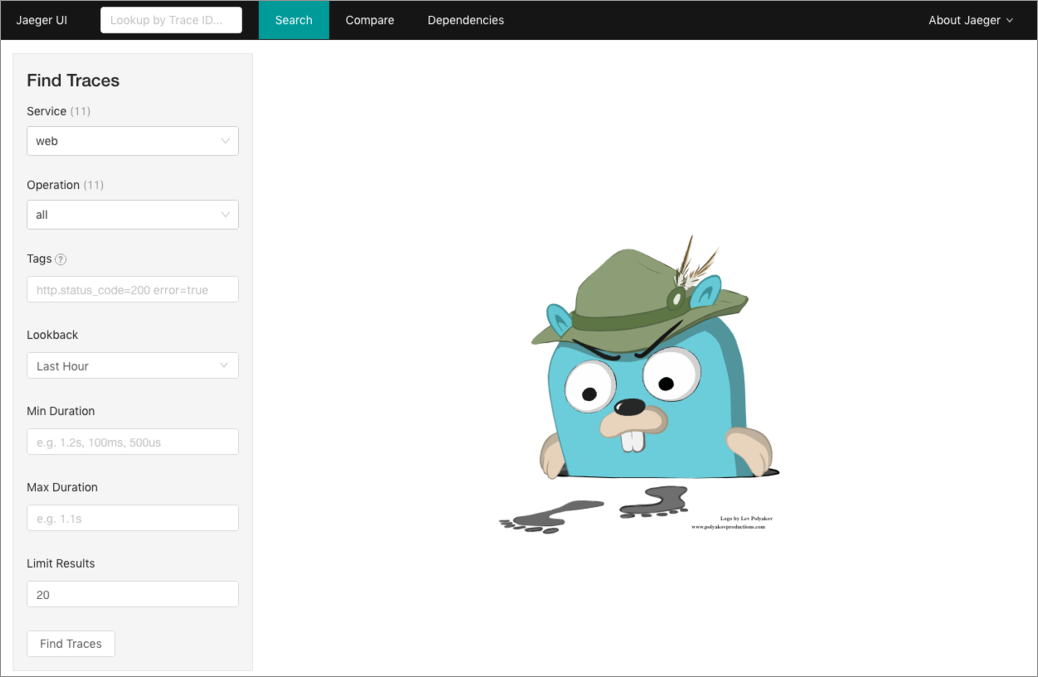 Jaeger UI
Lookup by Trace ID...
Search
Compare
Dependencies
About Jaeger
Find Traces
Service (11)
web
Operation (11)
all
Tags ?
http.status_code=200 error=true
Lookback
Last Hour
Min Duration
e.g. 1.2s, 100ms, 500us
Max Duration
e.g. 1.1s
Limit Results
20
Find Traces
Logo by Lev Polyakov
www.polyakovproductions.com